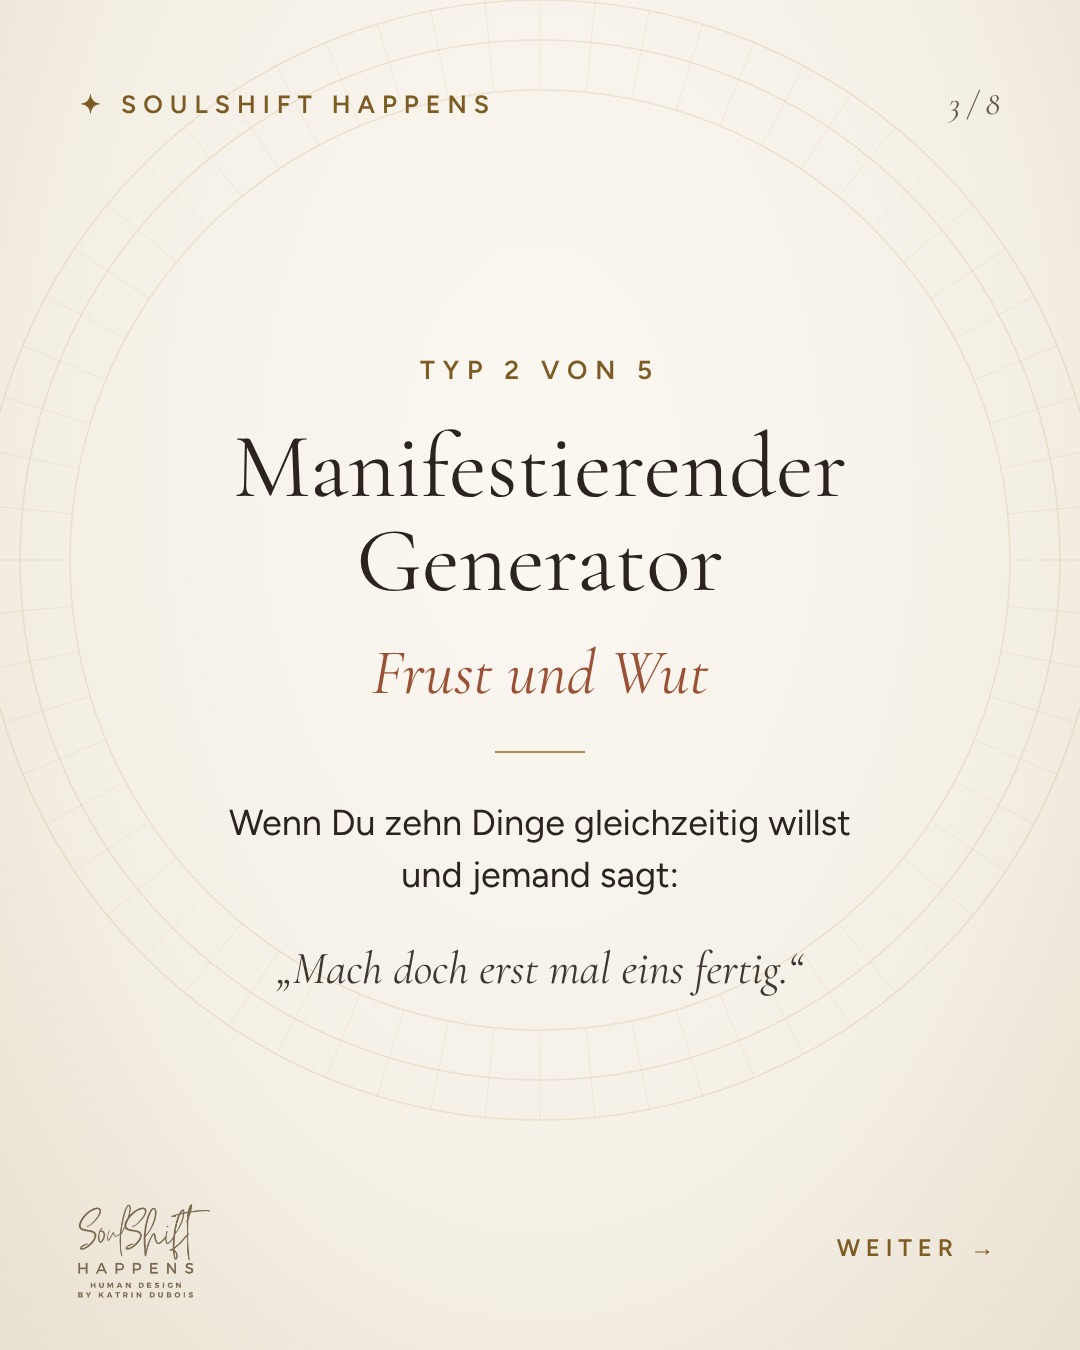 ✦ SOULSHIFT HAPPENS
3 / 8
TYP 2 VON 5
Manifestierender
Generator
Frust und Wut
Wenn Du zehn Dinge gleichzeitig willst
und jemand sagt:
„Mach doch erst mal eins fertig.“
SoulShift
HAPPENS
HUMAN DESIGN
BY KATRIN DUBOIS
WEITER →